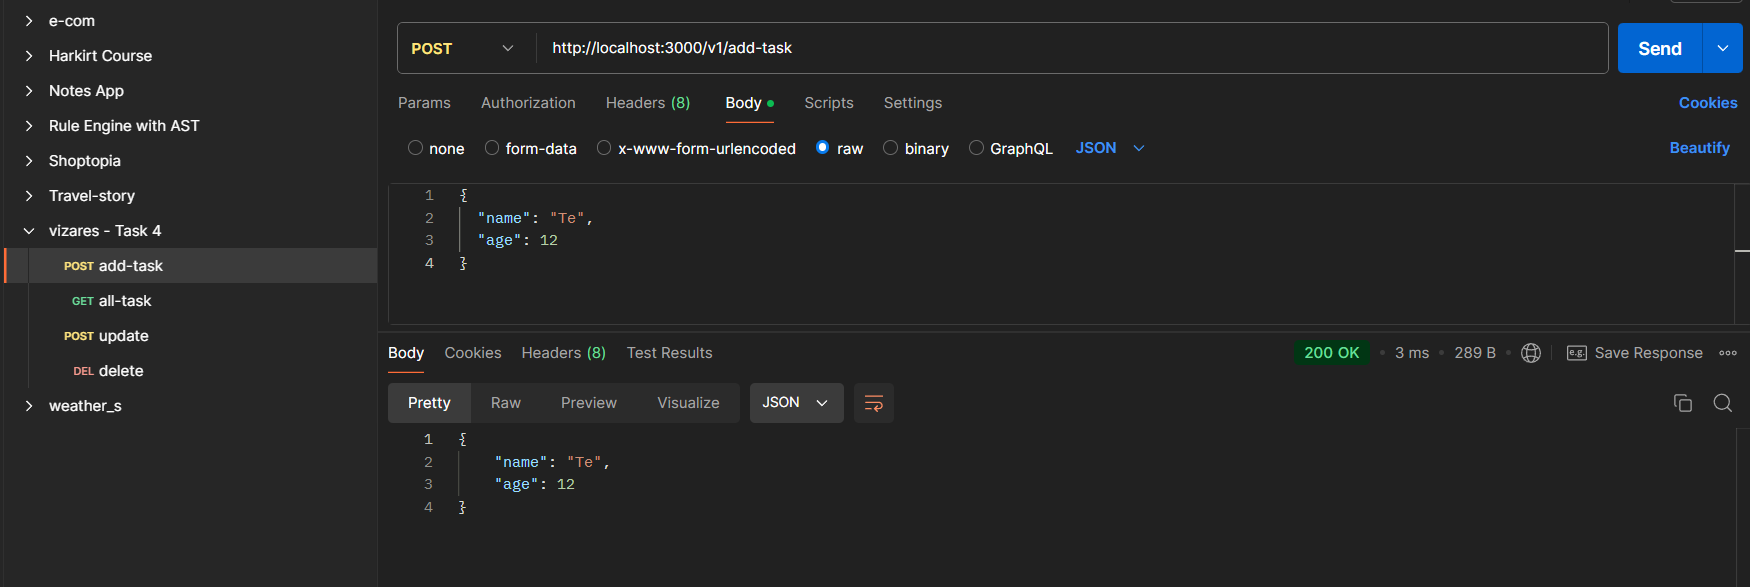 e-com
Harkirt Course
Notes App
Rule Engine with AST
Shoptopia
Travel-story
vizares - Task 4
POST add-task
GET all-task
POST update
DEL delete
weather_s
POST http://localhost:3000/v1/add-task Send
Params Authorization Headers (8) Body Scripts Settings Cookies
none form-data x-www-form-urlencoded raw binary GraphQL JSON Beautify
1 {
2 "name": "Te",
3 "age": 12
4 }
Body Cookies Headers (8) Test Results 200 OK • 3 ms • 289 B • e.g. Save Response
Pretty Raw Preview Visualize JSON
1 {
2 "name": "Te",
3 "age": 12
4 }